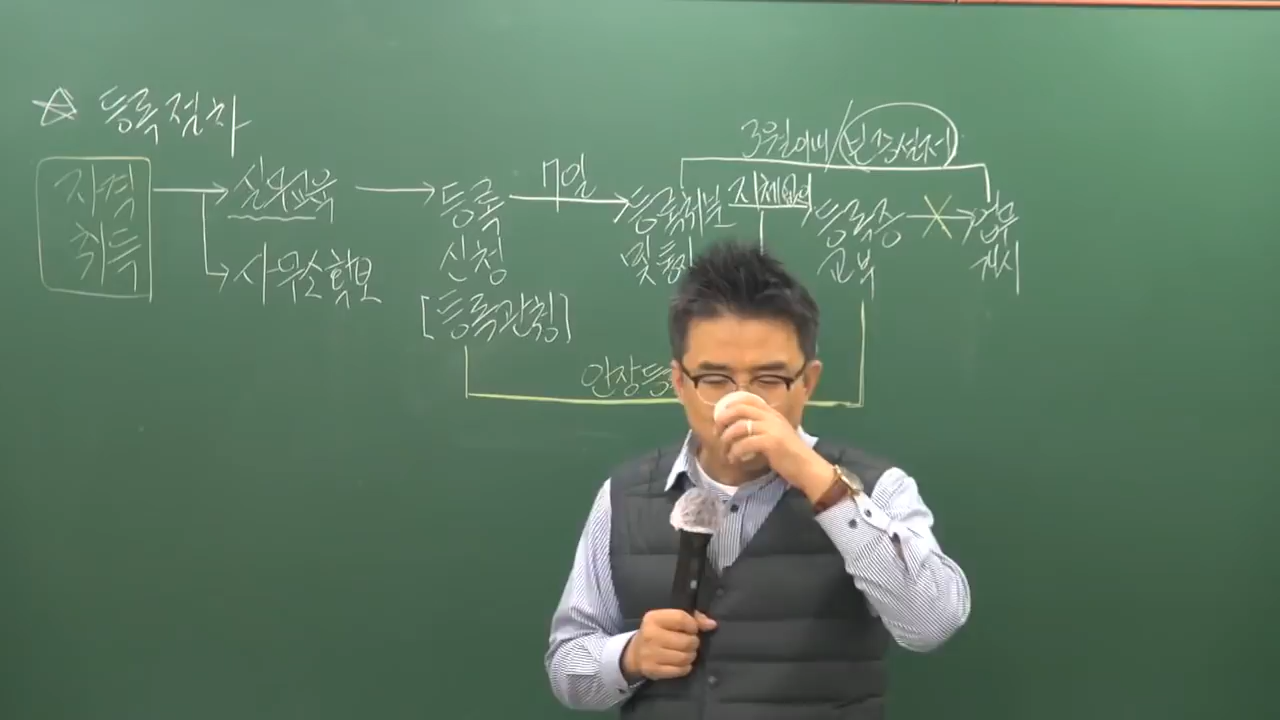 ☆ 등록절차
자격
취득
실무교육
사무소확보
등록
신청
[등록관청]
7일
등록처분
및 통
지체없이
3월이내/보증설정
등록증
교부
업무
개시
인장등